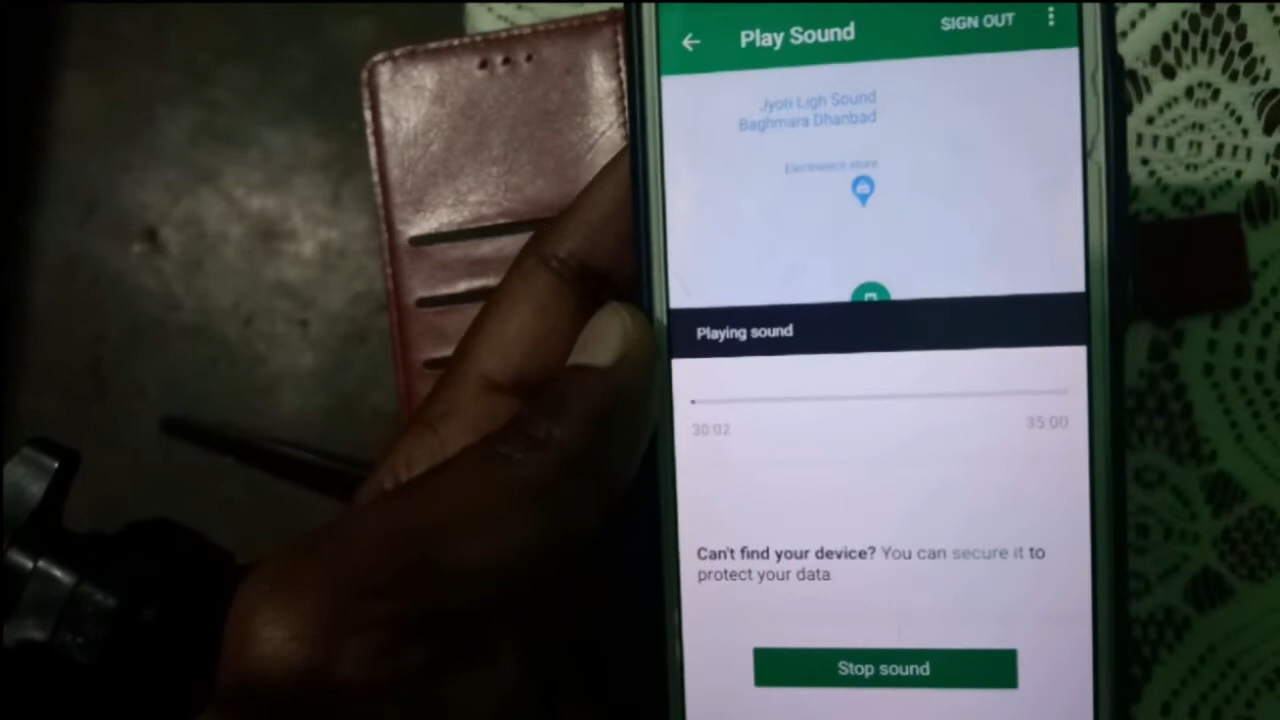 Play Sound
SIGN OUT
Jyoti Ligh Sound
Baghmara Dhanbad
Electronics store
Playing sound
30:02
35:00
Can't find your device? You can secure it to
protect your data
Stop sound